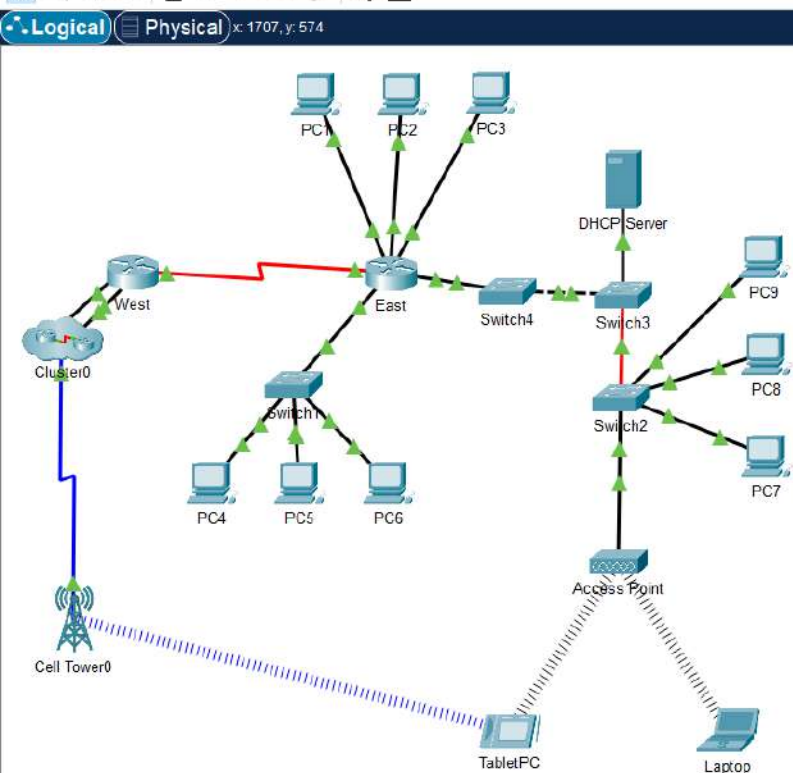 Logical Physical x: 1707, y: 574
PC1 PC2 PC3
DHCP Server
West
East
Switch4
Switch3
PC9
Cluster0
PC8
Switch1
Switch2
PC7
PC4 PC5 PC6
Access Point
Cell Tower0
TabletPC
Laptop